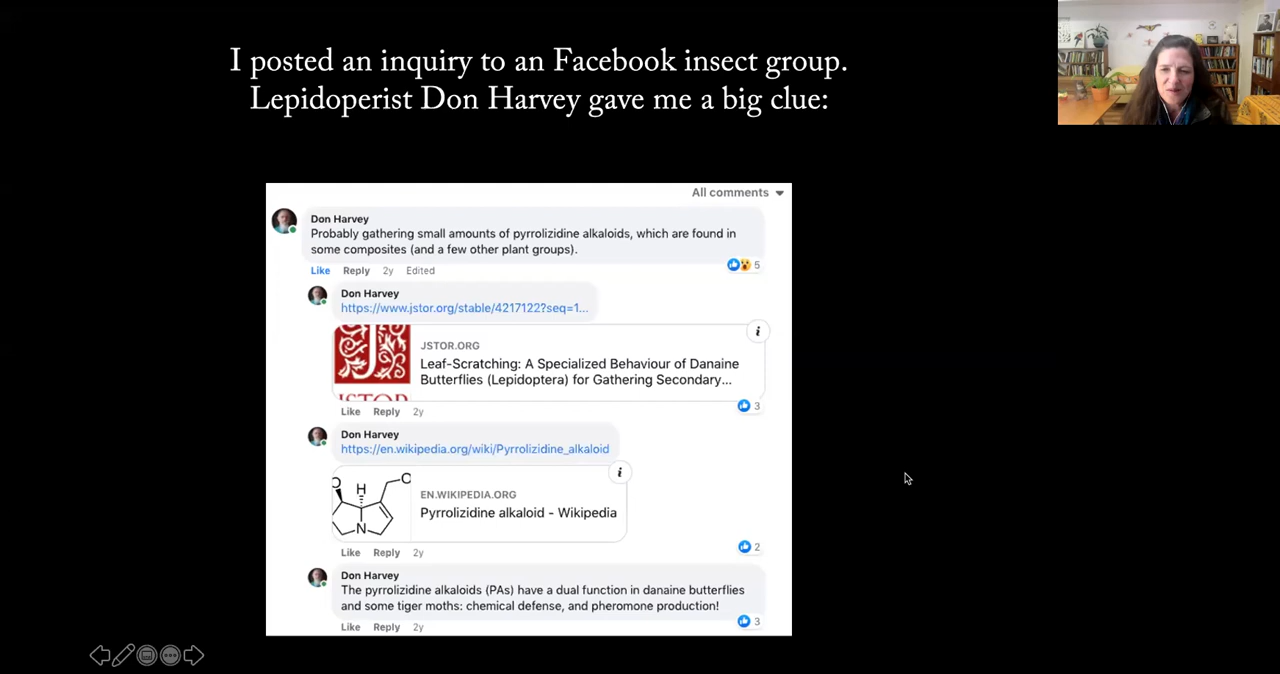 I posted an inquiry to an Facebook insect group.
Lepidoperist Don Harvey gave me a big clue:
All comments
Don Harvey
Probably gathering small amounts of pyrrolizidine alkaloids, which are found in
some composites (and a few other plant groups).
5
Like Reply 2y Edited
Don Harvey
https://www.jstor.org/stable/4217122?seq=1...
i
JSTOR.ORG
Leaf-Scratching: A Specialized Behaviour of Danaine
Butterflies (Lepidoptera) for Gathering Secondary...
J
JSTOR
3
Like Reply 2y
Don Harvey
https://en.wikipedia.org/wiki/Pyrrolizidine_alkaloid
i
O H O
N
EN.WIKIPEDIA.ORG
Pyrrolizidine alkaloid - Wikipedia
2
Like Reply 2y
Don Harvey
The pyrrolizidine alkaloids (PAs) have a dual function in danaine butterflies
and some tiger moths: chemical defense, and pheromone production!
3
Like Reply 2y